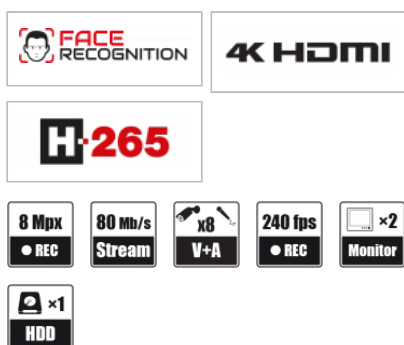 FACE
RECOGNITION
4K HDMI
H·265
8 Mpx
● REC
80 Mb/s
Stream
x8
V+A
240 fps
● REC
×2
Monitor
×1
HDD